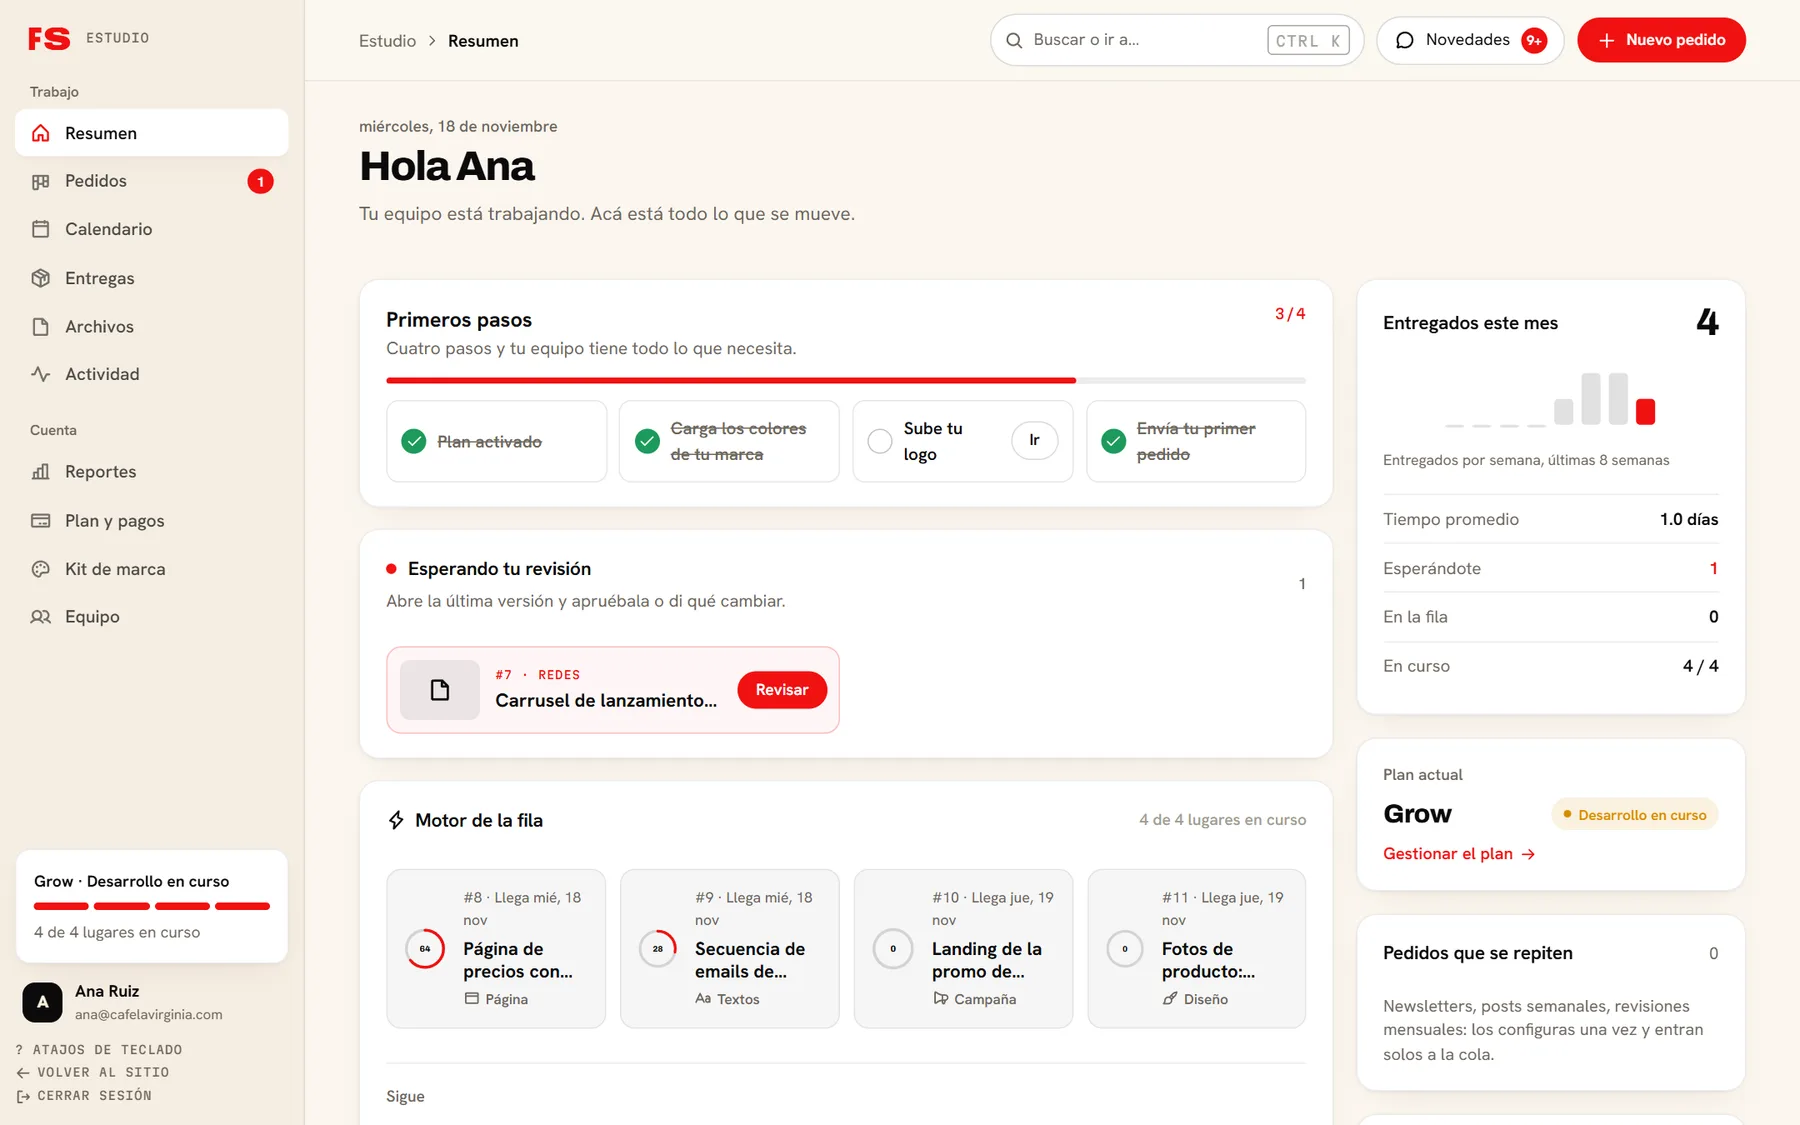 FS ESTUDIO
Trabajo
Resumen
Pedidos 1
Calendario
Entregas
Archivos
Actividad
Cuenta
Reportes
Plan y pagos
Kit de marca
Equipo
Grow · Desarrollo en curso
4 de 4 lugares en curso
A
Ana Ruiz
ana@cafelavirginia.com
? ATAJOS DE TECLADO
← VOLVER AL SITIO
CERRAR SESIÓN
Estudio > Resumen
Buscar o ir a...
CTRL K
Novedades 9+
+ Nuevo pedido
miércoles, 18 de noviembre
Hola Ana
Tu equipo está trabajando. Acá está todo lo que se mueve.
Primeros pasos
3 / 4
Cuatro pasos y tu equipo tiene todo lo que necesita.
Plan activado
Carga los colores
de tu marca
Sube tu
logo
Ir
Envía tu primer
pedido
Esperando tu revisión
1
Abre la última versión y apruébala o di qué cambiar.
#7 · REDES
Carrusel de lanzamiento...
Revisar
Motor de la fila
4 de 4 lugares en curso
64
#8 · Llega mié, 18
nov
Página de
precios con...
Página
28
#9 · Llega mié, 18
nov
Secuencia de
emails de...
Aa Textos
0
#10 · Llega jue, 19
nov
Landing de la
promo de...
Campaña
0
#11 · Llega jue, 19
nov
Fotos de
producto:...
Diseño
Sigue
Entregados este mes
4
Entregados por semana, últimas 8 semanas
Tiempo promedio 1.0 días
Esperándote 1
En la fila 0
En curso 4 / 4
Plan actual
Grow
Desarrollo en curso
Gestionar el plan →
Pedidos que se repiten 0
Newsletters, posts semanales, revisiones
mensuales: los configuras una vez y entran
solos a la cola.